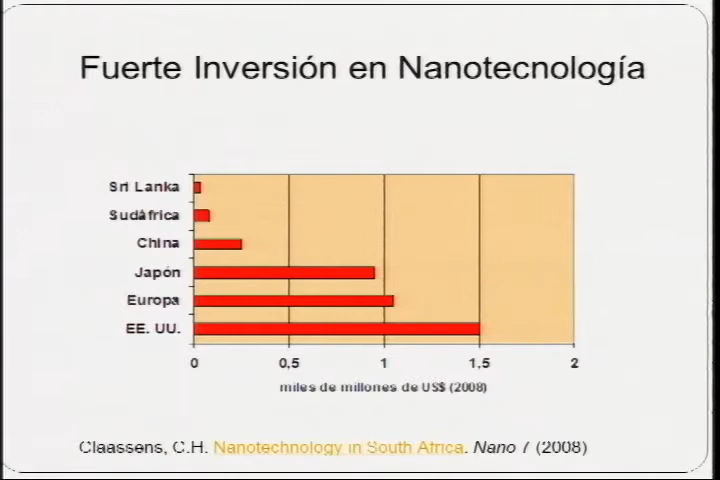 Fuerte Inversión en Nanotecnología
Sri Lanka
Sudáfrica
China
Japón
Europa
EE. UU.
0 0,5 1 1,5 2
miles de millones de US$ (2008)
Claassens, C.H. Nanotechnology in South Africa. Nano 7 (2008)